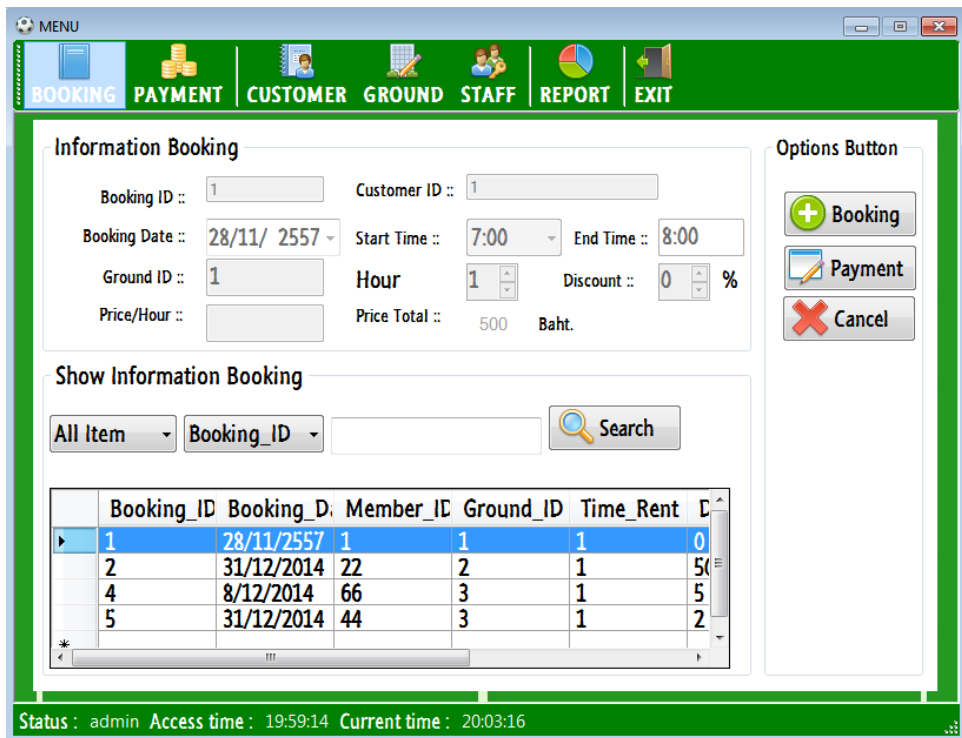 MENU
BOOKING PAYMENT CUSTOMER GROUND STAFF REPORT EXIT
Information Booking
Booking ID :: 1 Customer ID :: 1
Booking Date :: 28/11/ 2557 Start Time :: 7:00 End Time :: 8:00
Ground ID :: 1 Hour 1 Discount :: 0 %
Price/Hour :: Price Total :: 500 Baht.
Options Button
Booking
Payment
Cancel
Show Information Booking
All Item Booking_ID Search
Booking_ID Booking_Da Member_ID Ground_ID Time_Rent D
1 28/11/2557 1 1 1 0
2 31/12/2014 22 2 1 50
4 8/12/2014 66 3 1 5
5 31/12/2014 44 3 1 2
Status : admin Access time : 19:59:14 Current time : 20:03:16